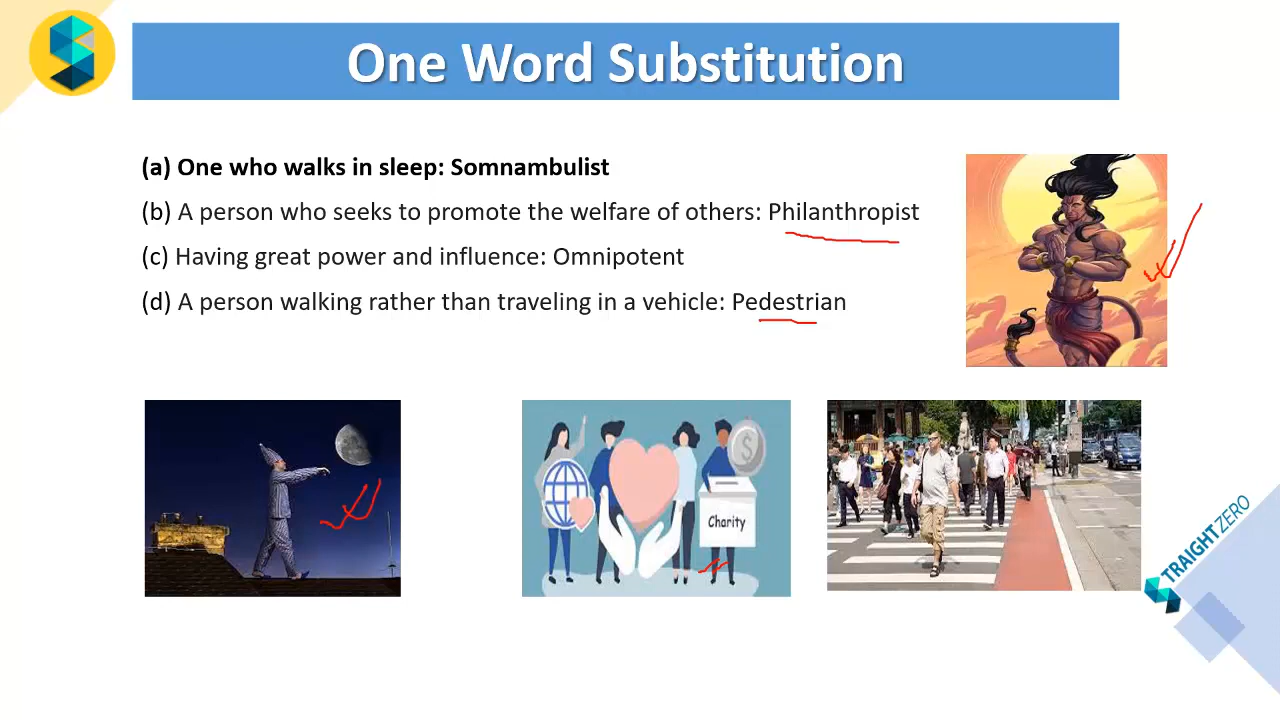 One Word Substitution
(a) One who walks in sleep: Somnambulist
(b) A person who seeks to promote the welfare of others: Philanthropist
(c) Having great power and influence: Omnipotent
(d) A person walking rather than traveling in a vehicle: Pedestrian
Charity
TRAIGHTZERO